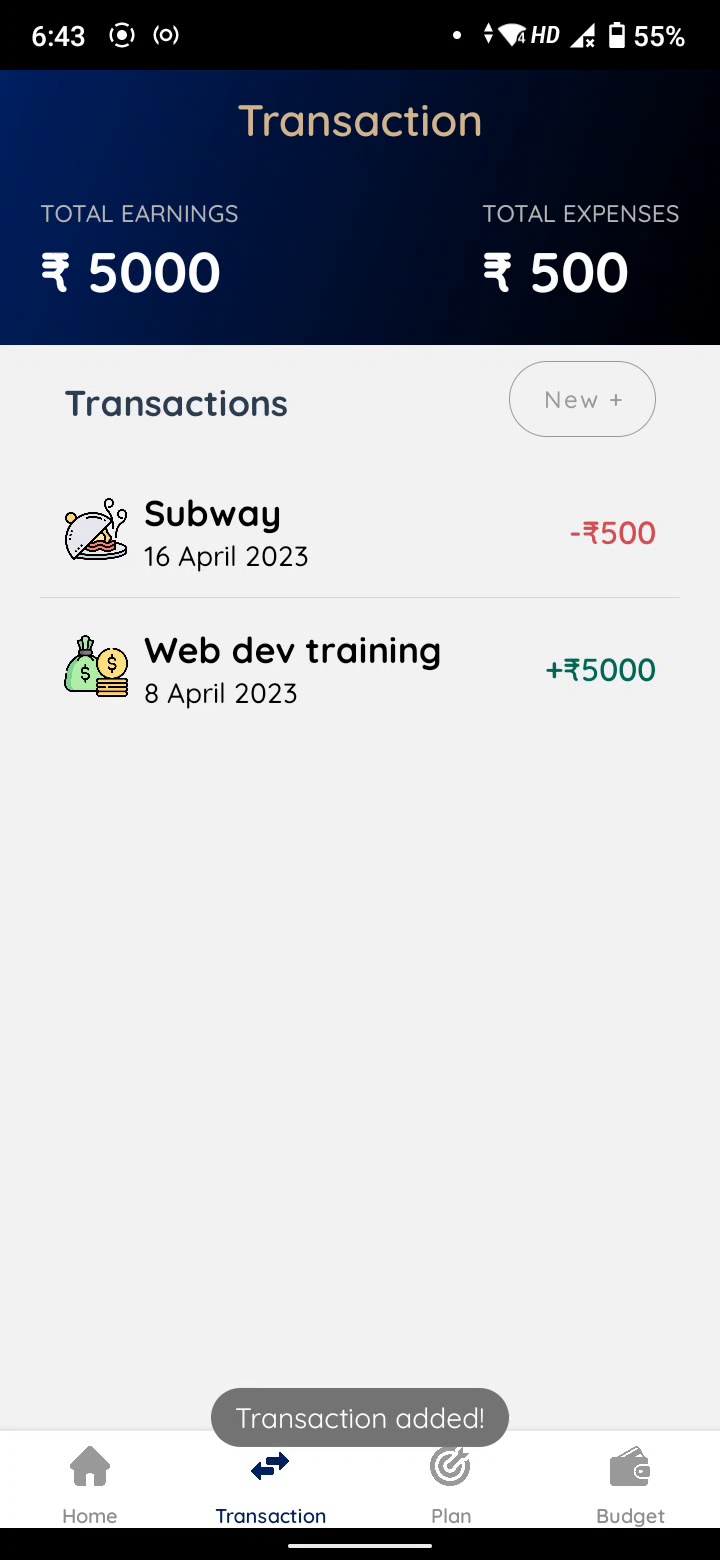 6:43 4 HD 55%
Transaction
TOTAL EARNINGS TOTAL EXPENSES
₹ 5000 ₹ 500
Transactions New +
Subway
16 April 2023
-₹500
Web dev training
8 April 2023
+₹5000
Transaction added!
Home Transaction Plan Budget